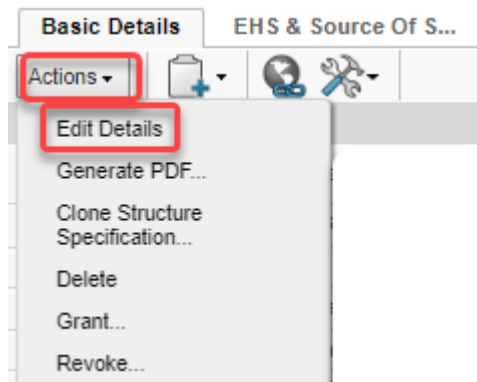 Basic Details EHS & Source Of S...
Actions
Edit Details
Generate PDF...
Clone Structure
Specification...
Delete
Grant...
Revoke...